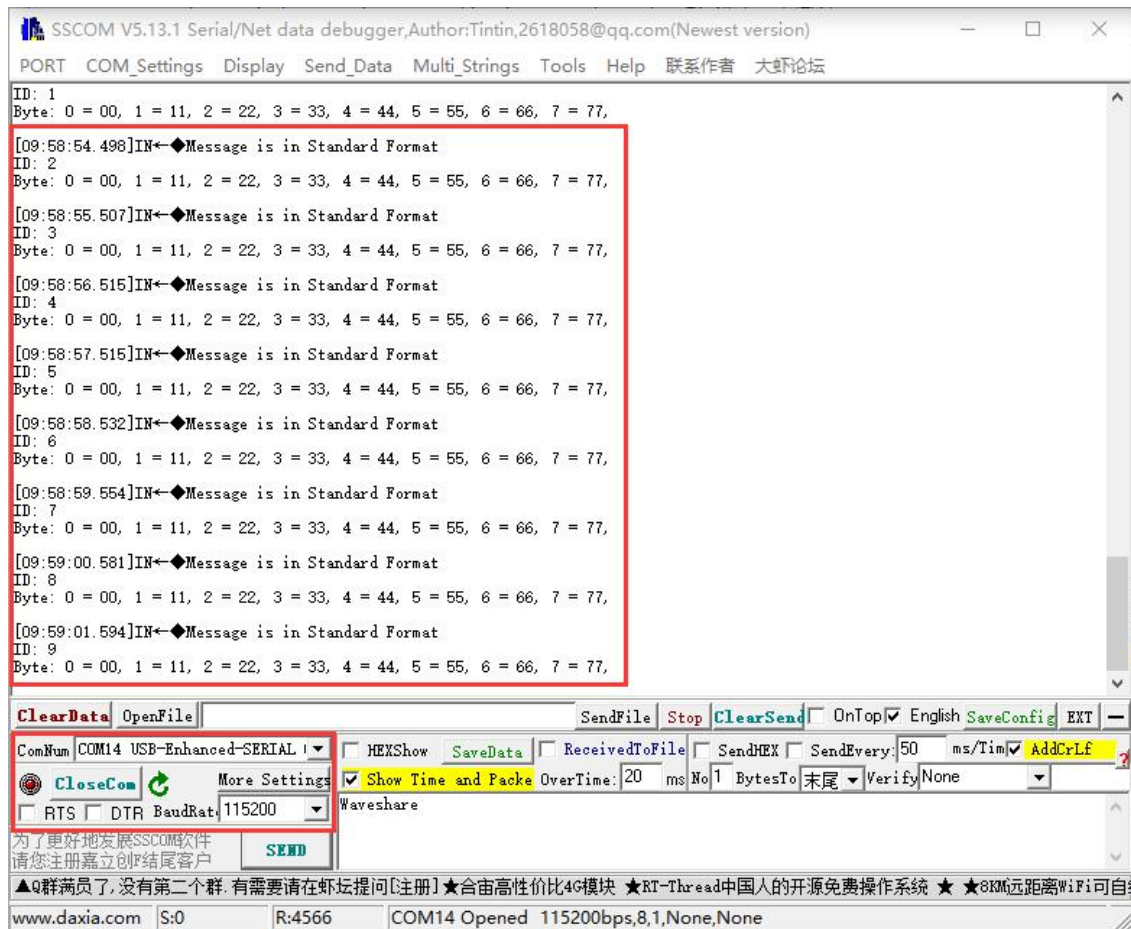 SSCOM V5.13.1 Serial/Net data debugger,Author:Tintin,2618058@qq.com(Newest version)
PORT COM_Settings Display Send_Data Multi_Strings Tools Help 联系作者 大虾论坛
ID: 1
Byte: 0 = 00, 1 = 11, 2 = 22, 3 = 33, 4 = 44, 5 = 55, 6 = 66, 7 = 77,
[09:58:54.498]IN←◆Message is in Standard Format
ID: 2
Byte: 0 = 00, 1 = 11, 2 = 22, 3 = 33, 4 = 44, 5 = 55, 6 = 66, 7 = 77,
[09:58:55.507]IN←◆Message is in Standard Format
ID: 3
Byte: 0 = 00, 1 = 11, 2 = 22, 3 = 33, 4 = 44, 5 = 55, 6 = 66, 7 = 77,
[09:58:56.515]IN←◆Message is in Standard Format
ID: 4
Byte: 0 = 00, 1 = 11, 2 = 22, 3 = 33, 4 = 44, 5 = 55, 6 = 66, 7 = 77,
[09:58:57.515]IN←◆Message is in Standard Format
ID: 5
Byte: 0 = 00, 1 = 11, 2 = 22, 3 = 33, 4 = 44, 5 = 55, 6 = 66, 7 = 77,
[09:58:58.532]IN←◆Message is in Standard Format
ID: 6
Byte: 0 = 00, 1 = 11, 2 = 22, 3 = 33, 4 = 44, 5 = 55, 6 = 66, 7 = 77,
[09:58:59.554]IN←◆Message is in Standard Format
ID: 7
Byte: 0 = 00, 1 = 11, 2 = 22, 3 = 33, 4 = 44, 5 = 55, 6 = 66, 7 = 77,
[09:59:00.581]IN←◆Message is in Standard Format
ID: 8
Byte: 0 = 00, 1 = 11, 2 = 22, 3 = 33, 4 = 44, 5 = 55, 6 = 66, 7 = 77,
[09:59:01.594]IN←◆Message is in Standard Format
ID: 9
Byte: 0 = 00, 1 = 11, 2 = 22, 3 = 33, 4 = 44, 5 = 55, 6 = 66, 7 = 77,
ClearData OpenFile SendFile Stop ClearSend OnTop English SaveConfig EXT —
ComNum COM14 USB-Enhanced-SERIAL HEXShow SaveData ReceivedToFile SendHEX SendEvery: 50 ms/Tim AddCrLf
CloseCom More Settings Show Time and Packe OverTime: 20 ms No 1 BytesTo 末尾 Verify None ?
RTS DTR BaudRat 115200
Waveshare
为了更好地发展SSCOM软件
请您注册嘉立创F结尾客户
SEND
▲Q群满员了,没有第二个群.有需要请在虾坛提问[注册]★合宙高性价比4G模块 ★RT-Thread中国人的开源免费操作系统 ★ ★8KM远距离WiFi可自
www.daxia.com S:0 R:4566 COM14 Opened 115200bps,8,1,None,None